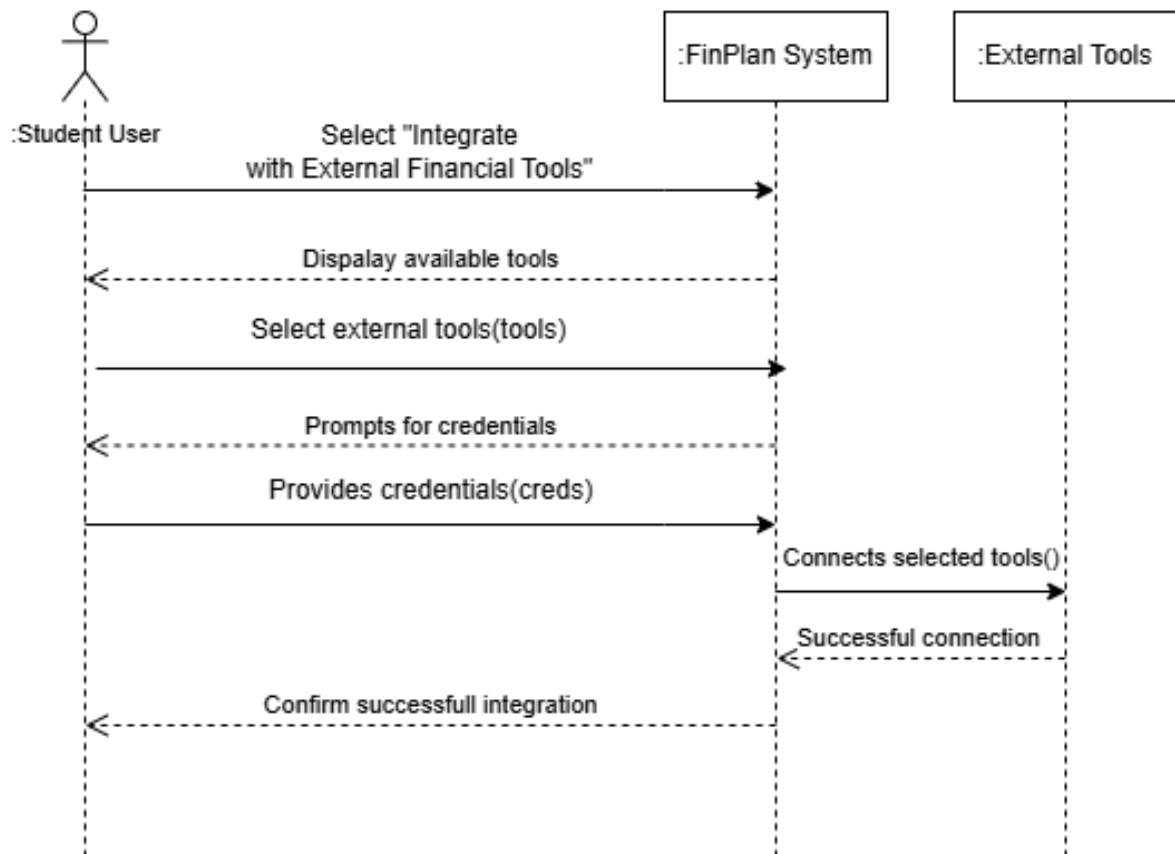 :FinPlan System
:External Tools
:Student User
Select "Integrate
with External Financial Tools"
Dispalay available tools
Select external tools(tools)
Prompts for credentials
Provides credentials(creds)
Connects selected tools()
Successful connection
Confirm successfull integration